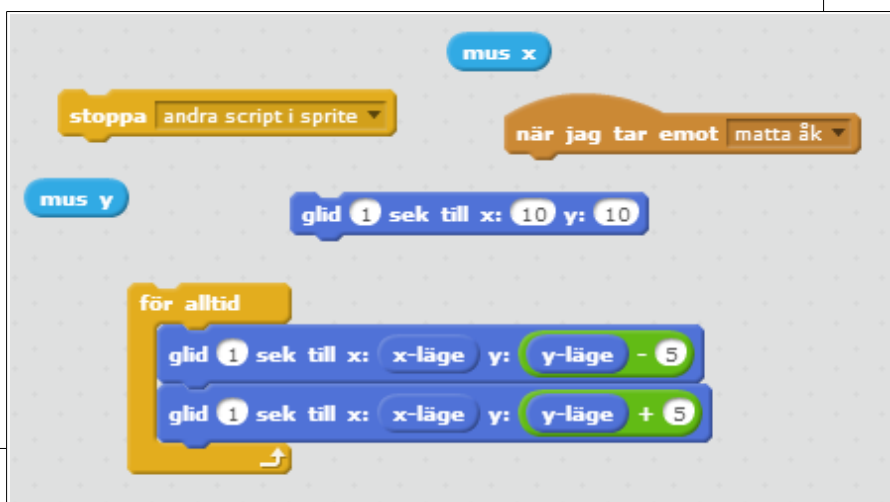 mus x
stoppa andra script i sprite
när jag tar emot matta åk
mus y
glid 1 sek till x: 10 y: 10
för alltid
glid 1 sek till x: x-läge y: y-läge - 5
glid 1 sek till x: x-läge y: y-läge + 5